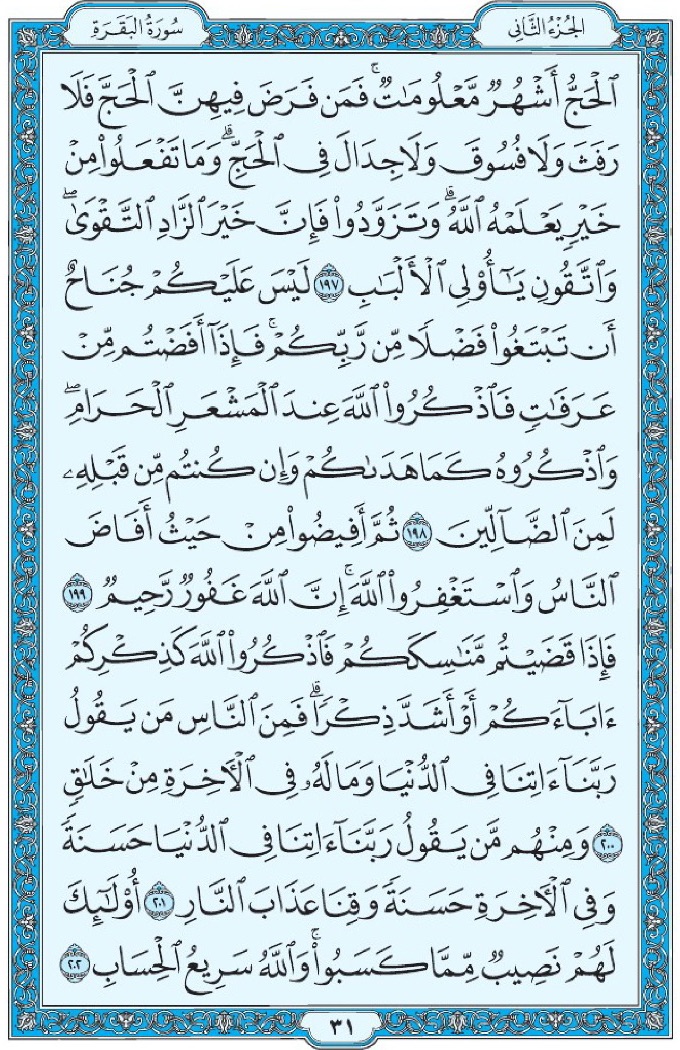 الجُزْءُ الثَّانِي
سُورَةُ البَقَرَةِ
ٱلْحَجُّ أَشْهُرٌ مَّعْلُومَٰتٌ ۚ فَمَن فَرَضَ فِيهِنَّ ٱلْحَجَّ فَلَا
رَفَثَ وَلَا فُسُوقَ وَلَا جِدَالَ فِى ٱلْحَجِّ ۗ وَمَا تَفْعَلُوا۟ مِنْ
خَيْرٍ يَعْلَمْهُ ٱللَّهُ ۗ وَتَزَوَّدُوا۟ فَإِنَّ خَيْرَ ٱلزَّادِ ٱلتَّقْوَىٰ ۖ
وَٱتَّقُونِ يَٰٓأُو۟لِى ٱلْأَلْبَٰبِ ١٩٧ لَيْسَ عَلَيْكُمْ جُنَاحٌ
أَن تَبْتَغُوا۟ فَضْلًا مِّن رَّبِّكُمْ ۚ فَإِذَآ أَفَضْتُم مِّنْ
عَرَفَٰتٍ فَٱذْكُرُوا۟ ٱللَّهَ عِندَ ٱلْمَشْعَرِ ٱلْحَرَامِ ۖ
وَٱذْكُرُوهُ كَمَا هَدَىٰكُمْ وَإِن كُنتُم مِّن قَبْلِهِۦ
لَمِنَ ٱلضَّآلِّينَ ١٩٨ ثُمَّ أَفِيضُوا۟ مِنْ حَيْثُ أَفَاضَ
ٱلنَّاسُ وَٱسْتَغْفِرُوا۟ ٱللَّهَ ۚ إِنَّ ٱللَّهَ غَفُورٌ رَّحِيمٌ ١٩٩
فَإِذَا قَضَيْتُم مَّنَٰسِكَكُمْ فَٱذْكُرُوا۟ ٱللَّهَ كَذِكْرِكُمْ
ءَابَآءَكُمْ أَوْ أَشَدَّ ذِكْرًا ۗ فَمِنَ ٱلنَّاسِ مَن يَقُولُ
رَبَّنَآ ءَاتِنَا فِى ٱلدُّنْيَا وَمَا لَهُۥ فِى ٱلْءَاخِرَةِ مِنْ خَلَٰقٍ
٢٠٠ وَمِنْهُم مَّن يَقُولُ رَبَّنَآ ءَاتِنَا فِى ٱلدُّنْيَا حَسَنَةً
وَفِى ٱلْءَاخِرَةِ حَسَنَةً وَقِنَا عَذَابَ ٱلنَّارِ ٢٠١ أُو۟لَٰٓئِكَ
لَهُمْ نَصِيبٌ مِّمَّا كَسَبُوا۟ ۚ وَٱللَّهُ سَرِيعُ ٱلْحِسَابِ ٢٠٢
٣١